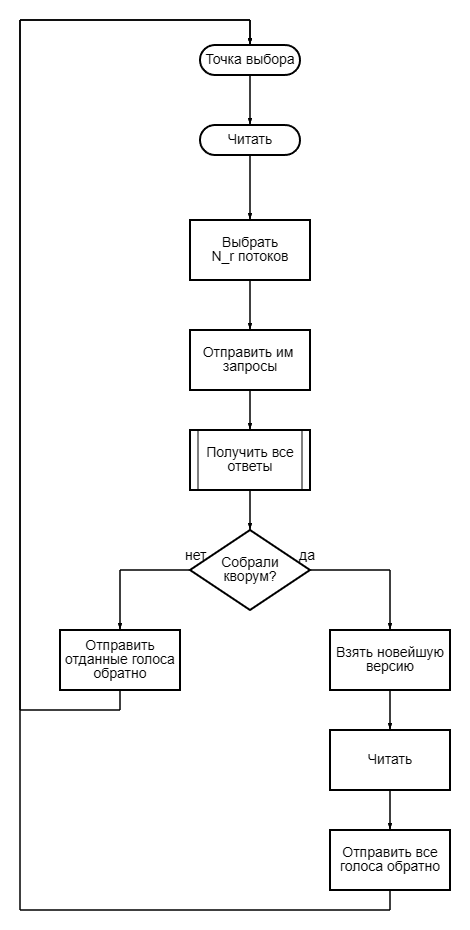 Точка выбора
Читать
Выбрать
N_r потоков
Отправить им
запросы
Получить все
ответы
нет
Собрали
кворум?
да
Отправить
отданные голоса
обратно
Взять новейшую
версию
Читать
Отправить все
голоса обратно